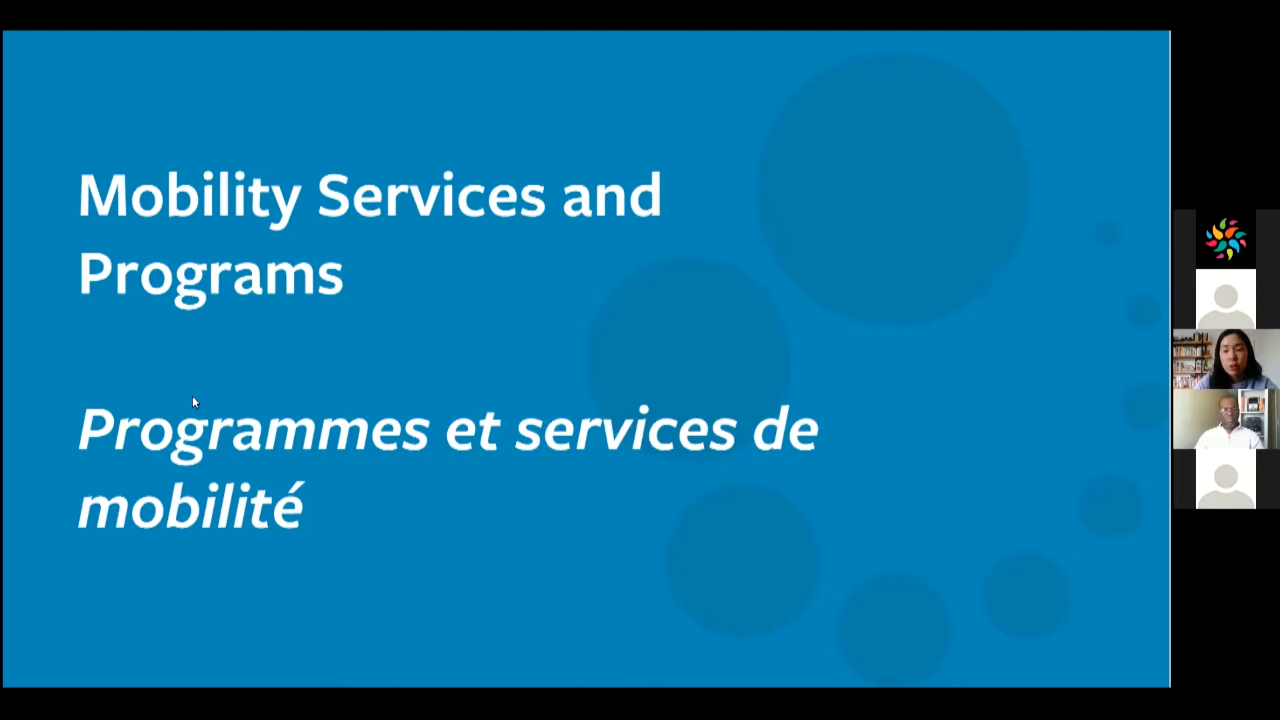 Mobility Services and
Programs
Programmes et services de
mobilité